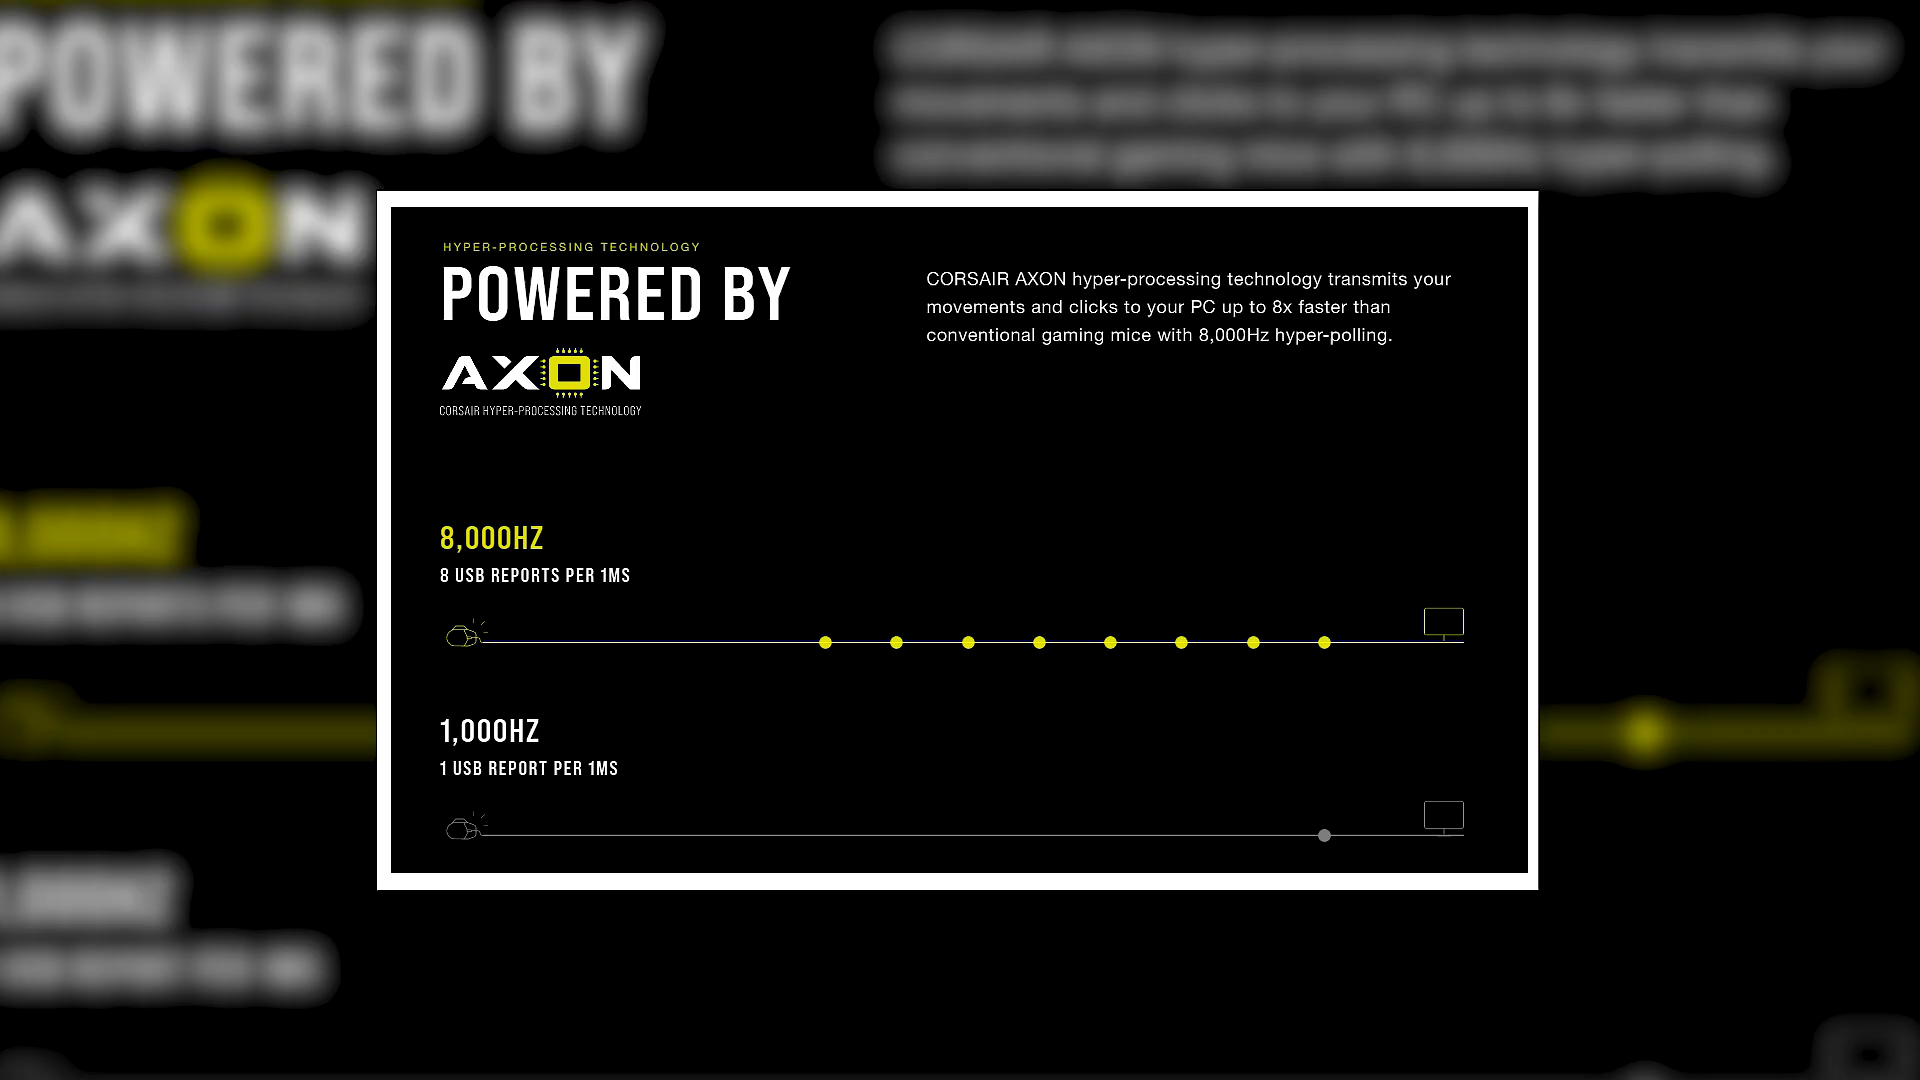 HYPER-PROCESSING TECHNOLOGY
POWERED BY
AXON
CORSAIR HYPER-PROCESSING TECHNOLOGY
CORSAIR AXON hyper-processing technology transmits your
movements and clicks to your PC up to 8x faster than
conventional gaming mice with 8,000Hz hyper-polling.
8,000HZ
8 USB REPORTS PER 1MS
1,000HZ
1 USB REPORT PER 1MS